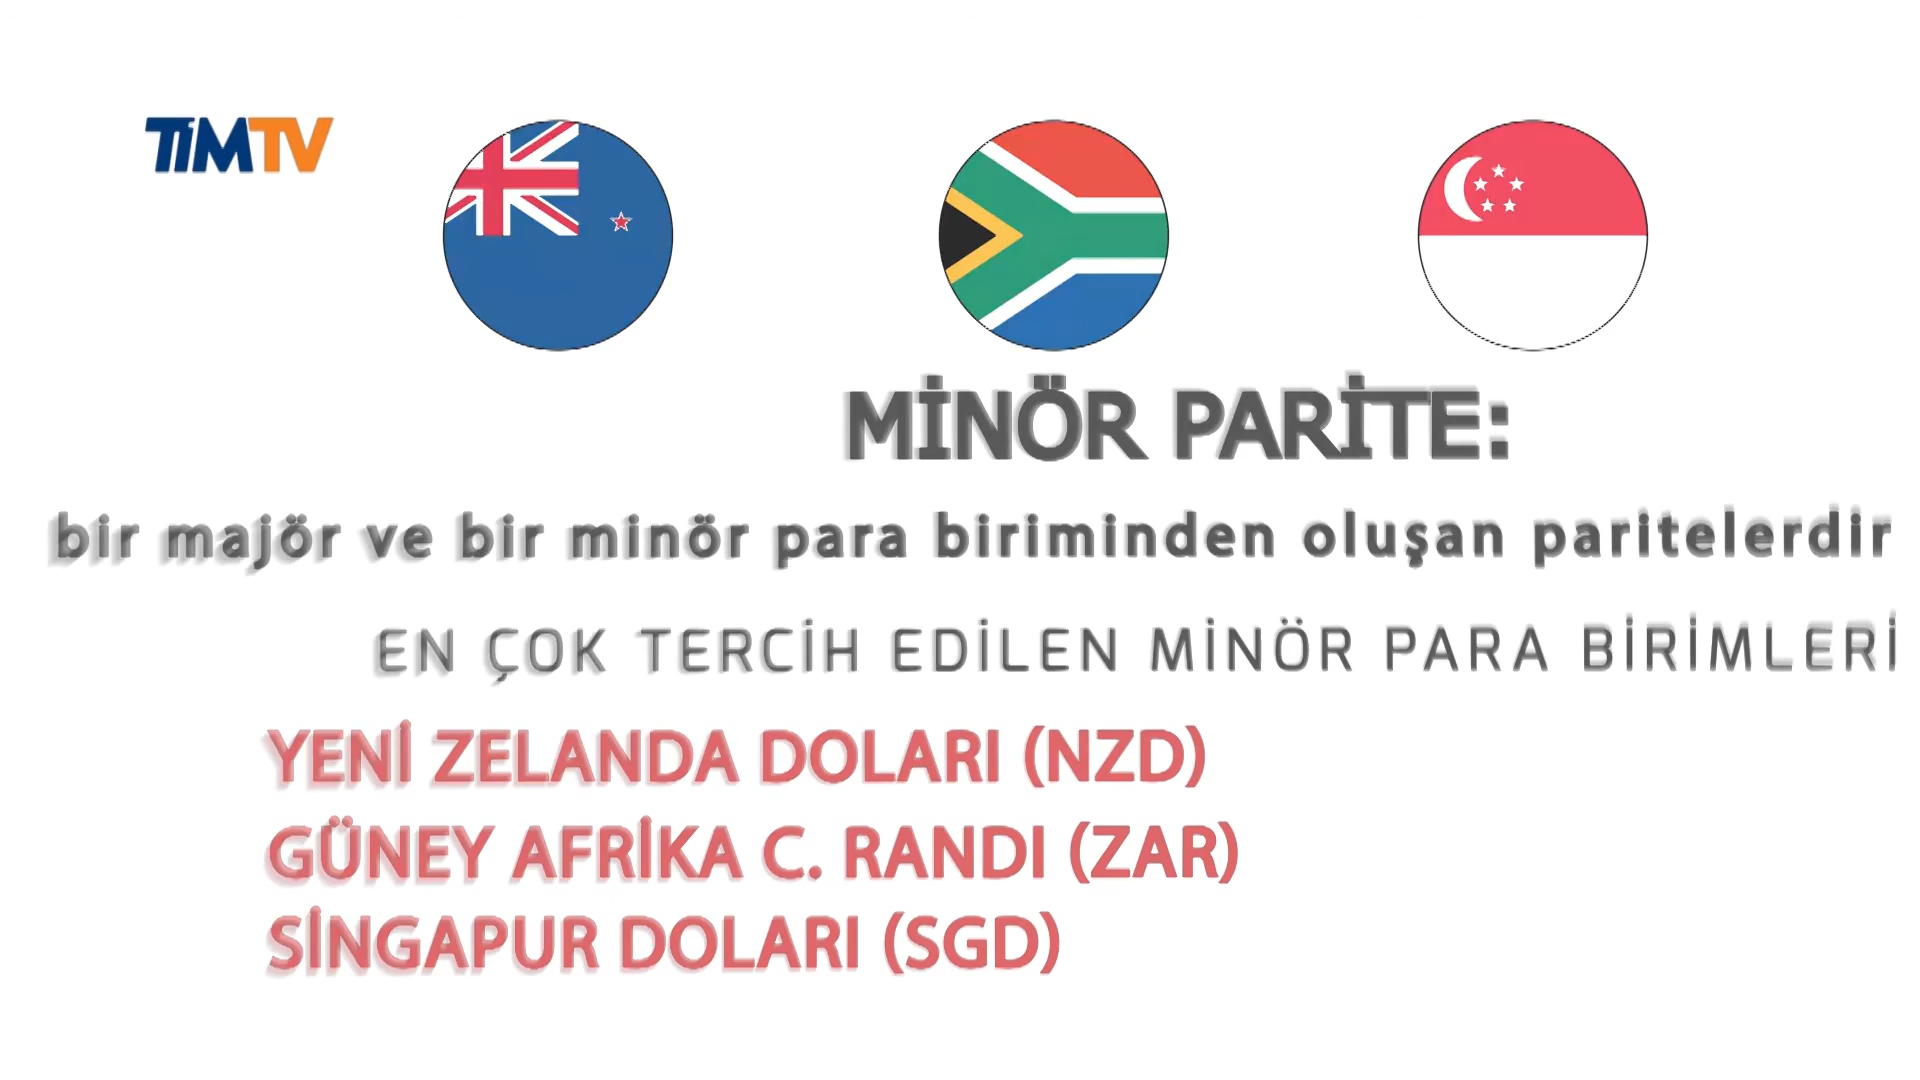 TİMTV
MİNÖR PARİTE:
bir majör ve bir minör para biriminden oluşan paritelerdir
EN ÇOK TERCİH EDİLEN MİNÖR PARA BİRİMLERİ
YENİ ZELANDA DOLARI (NZD)
GÜNEY AFRİKA C. RANDI (ZAR)
SİNGAPUR DOLARI (SGD)